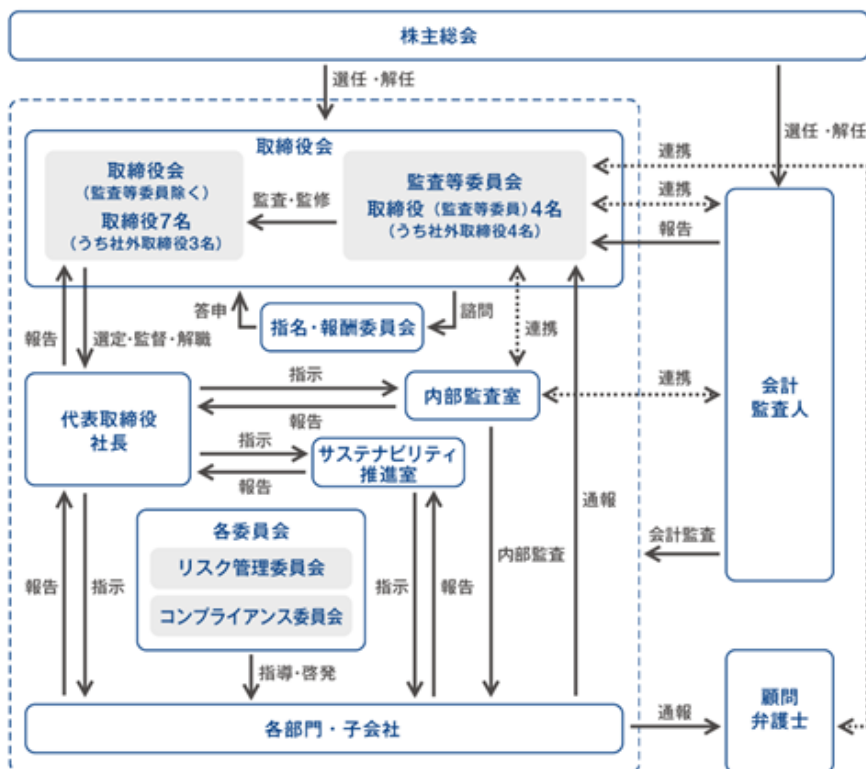 株主総会
選任・解任
選任・解任
取締役会
取締役会
(監査等委員除く)
取締役7名
(うち社外取締役3名)
監査・監修
監査等委員会
取締役(監査等委員)4名
(うち社外取締役4名)
連携
連携
報告
答申
指名・報酬委員会
諮問
連携
報告
選定・監督・解職
代表取締役
社長
指示
報告
内部監査室
連携
会計
監査人
指示
報告
サステナビリティ
推進室
通報
各委員会
リスク管理委員会
コンプライアンス委員会
会計監査
内部監査
報告
指示
指示
報告
指導・啓発
各部門・子会社
通報
顧問
弁護士